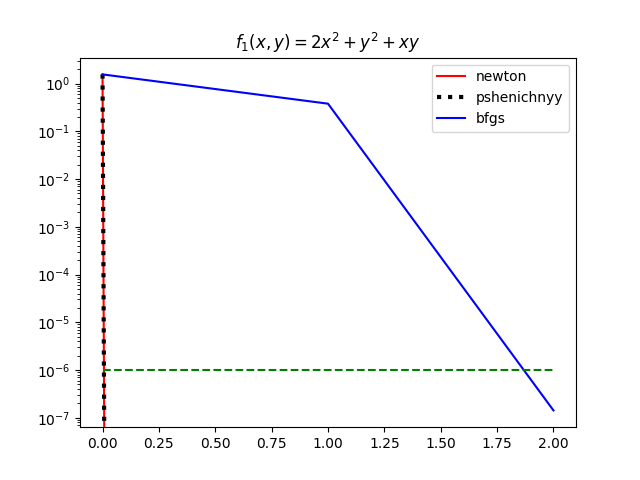 f₁(x, y) = 2x² + y² + xy
newton
pshenichnyy
bfgs
10⁰
10⁻¹
10⁻²
10⁻³
10⁻⁴
10⁻⁵
10⁻⁶
10⁻⁷
0.00 0.25 0.50 0.75 1.00 1.25 1.50 1.75 2.00